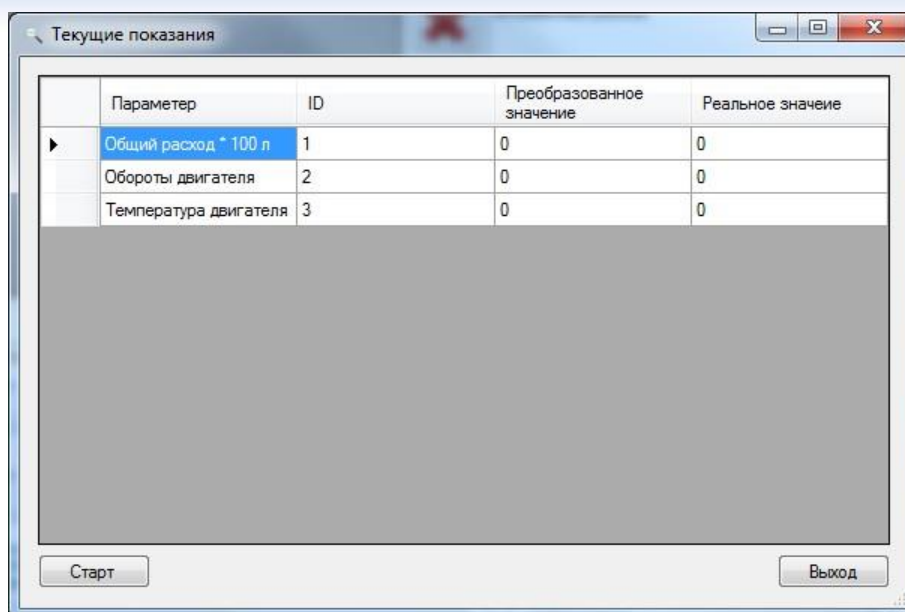 Текущие показания
Параметр ID Преобразованное значение Реальное значеие
Общий расход * 100 л 1 0 0
Обороты двигателя 2 0 0
Температура двигателя 3 0 0
Старт Выход